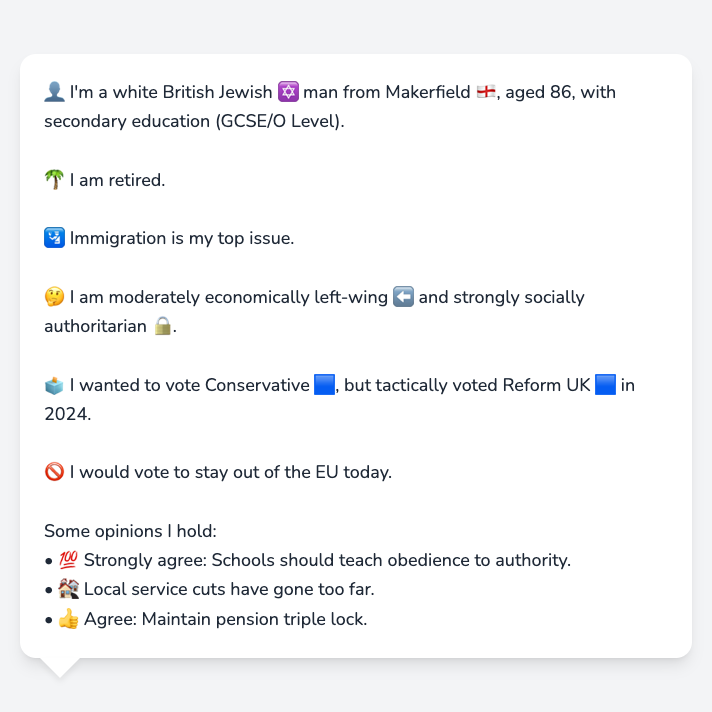 👤 I'm a white British Jewish ✡️ man from Makerfield 🏴󠁧󠁢󠁥󠁮󠁧󠁿, aged 86, with
secondary education (GCSE/O Level).
🌴 I am retired.
🛂 Immigration is my top issue.
🤔 I am moderately economically left-wing ⬅️ and strongly socially
authoritarian 🔒.
🗳️ I wanted to vote Conservative 🟦, but tactically voted Reform UK 🟦 in
2024.
🚫 I would vote to stay out of the EU today.
Some opinions I hold:
• 💯 Strongly agree: Schools should teach obedience to authority.
• 🏚️ Local service cuts have gone too far.
• 👍 Agree: Maintain pension triple lock.